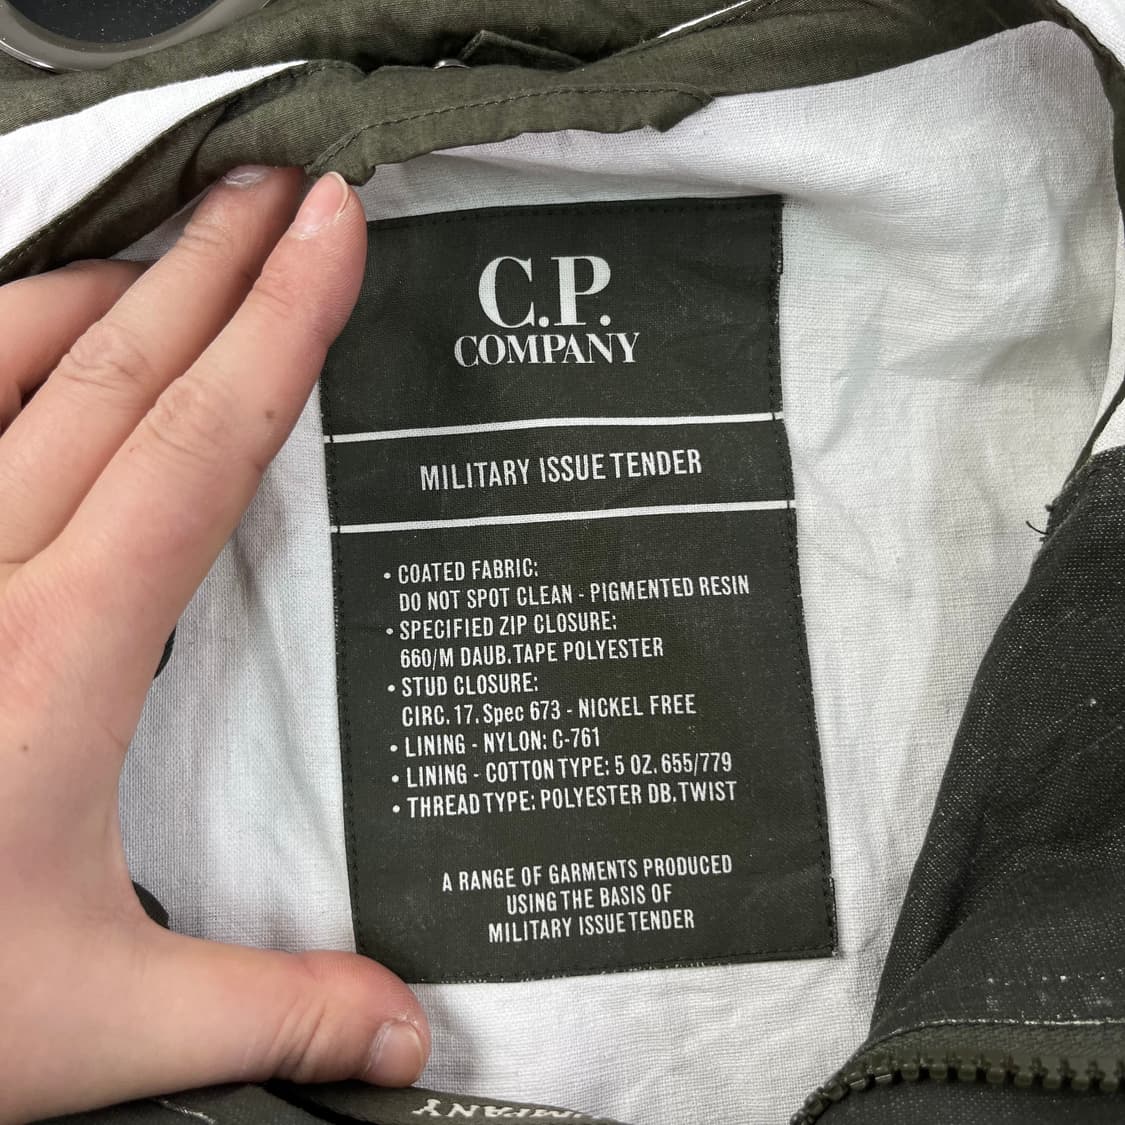 C.P.
COMPANY
MILITARY ISSUE TENDER
• COATED FABRIC:
DO NOT SPOT CLEAN - PIGMENTED RESIN
• SPECIFIED ZIP CLOSURE:
660/M DAUB. TAPE POLYESTER
• STUD CLOSURE:
CIRC. 17. Spec 673 - NICKEL FREE
• LINING - NYLON: C-761
• LINING - COTTON TYPE: 5 OZ. 655/779
• THREAD TYPE: POLYESTER DB. TWIST
A RANGE OF GARMENTS PRODUCED
USING THE BASIS OF
MILITARY ISSUE TENDER